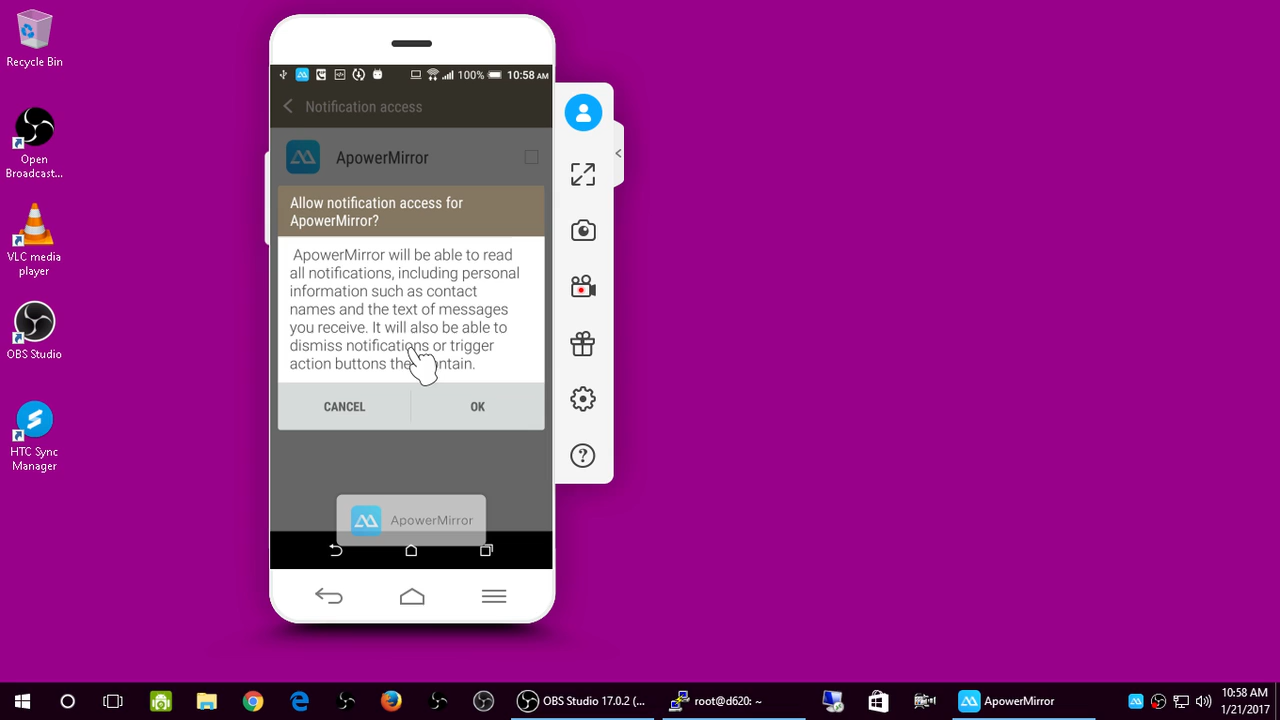 Recycle Bin
Open
Broadcast...
VLC media
player
OBS Studio
HTC Sync
Manager
100%
10:58 AM
Notification access
ApowerMirror
Allow notification access for
ApowerMirror?
ApowerMirror will be able to read
all notifications, including personal
information such as contact
names and the text of messages
you receive. It will also be able to
dismiss notifications or trigger
action buttons
CANCEL
OK
ApowerMirror
OBS Studio 17.0.2 (...
root@d620: ~
ApowerMirror
10:58 AM
1/21/2017